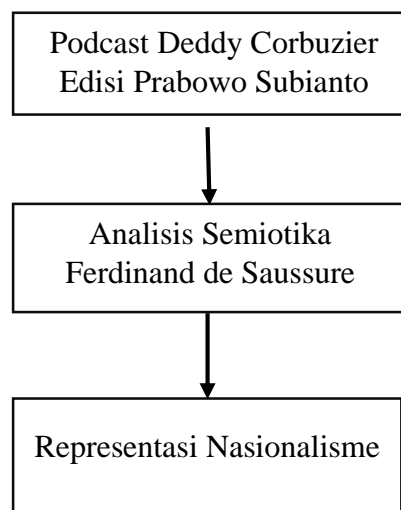 Podcast Deddy Corbuzier
Edisi Prabowo Subianto
Analisis Semiotika
Ferdinand de Saussure
Representasi Nasionalisme